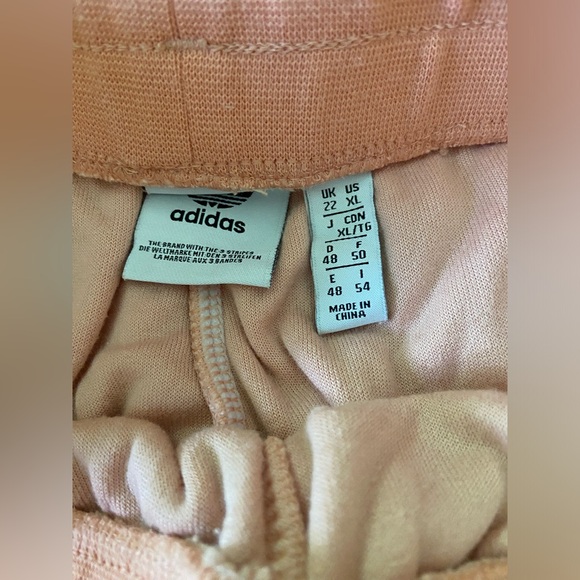 adidas
THE BRAND WITH THE 3 STRIPES
DIE WELTMARKE MIT DEN 3 STREIFEN
LA MARQUE AUX 3 BANDES
UK US
22 XL
J CDN
XL/TG
D F
48 50
E I
48 54
MADE IN
CHINA